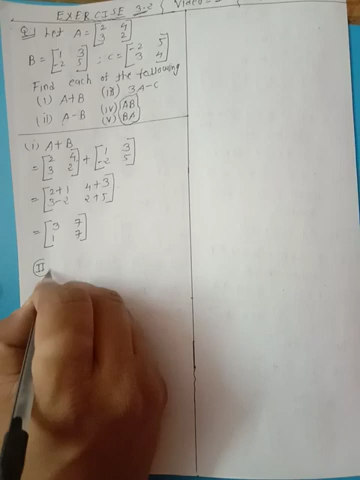 EXERCISE 3.2 { Video -
Q1 Let A = [2 4
3 2]
B = [1 3
-2 5] ; C = [-2 5
3 4]
Find each of the following
(i) A+B (iii) 3A-C
(ii) A-B (iv) AB
(v) BA
(i) A+B
= [2 4
3 2] + [1 3
-2 5]
= [2+1 4+3
3-2 2+5]
= [3 7
1 7]
II